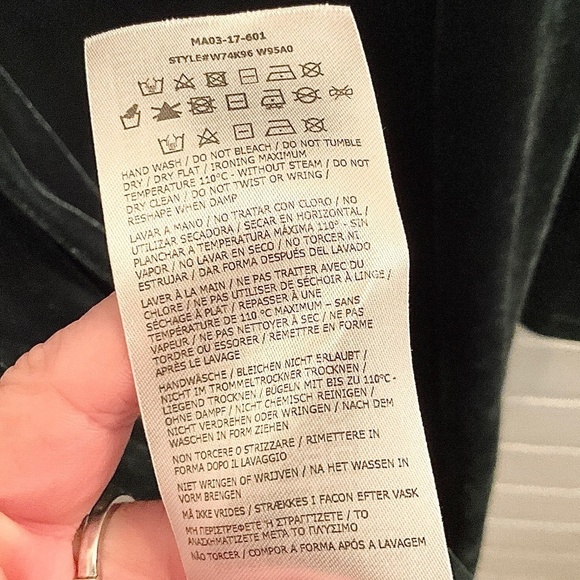 MA03-17-601
STYLE#W74K96 W95A0
HAND WASH / DO NOT BLEACH / DO NOT TUMBLE
DRY / DRY FLAT / IRONING MAXIMUM
TEMPERATURE 110°C - WITHOUT STEAM / DO NOT
DRY CLEAN / DO NOT TWIST OR WRING /
RESHAPE WHEN DAMP
LAVAR A MANO / NO TRATAR CON CLORO / NO
UTILIZAR SECADORA / SECAR EN HORIZONTAL /
PLANCHAR A TEMPERATURA MÁXIMA 110º - SIN
VAPOR / NO LAVAR EN SECO / NO TORCER NI
ESTRUJAR / DAR FORMA DESPUÉS DEL LAVADO
LAVER À LA MAIN / NE PAS TRAITER AVEC DU
CHLORE / NE PAS UTILISER DE SÉCHOIR À LINGE /
SÉCHAGE À PLAT / REPASSER À UNE
TEMPÉRATURE DE 110 °C MAXIMUM – SANS
VAPEUR / NE PAS NETTOYER À SEC / NE PAS
TORDRE OU ESSORER / REMETTRE EN FORME
APRÈS LE LAVAGE
HANDWÄSCHE / BLEICHEN NICHT ERLAUBT /
NICHT IM TROMMELTROCKNER TROCKNEN /
LIEGEND TROCKNEN / BÜGELN MIT BIS ZU 110°C -
OHNE DAMPF / NICHT CHEMISCH REINIGEN /
NICHT VERDREHEN ODER WRINGEN / NACH DEM
WASCHEN IN FORM ZIEHEN
NON TORCERE O STRIZZARE / RIMETTERE IN
FORMA DOPO IL LAVAGGIO
NIET WRINGEN OF WRIJVEN / NA HET WASSEN IN
VORM BRENGEN
MÅ IKKE VRIDES / STRÆKKES I FACON EFTER VASK
ΜΗ ΠΕΡΙΣΤΡΕΦΕΤΕ Ή ΣΤΡΑΓΓΙΖΕΤΕ / ΤΟ
ΑΝΑΣΧΗΜΑΤΙΖΕΤΕ ΜΕΤΑ ΤΟ ΠΛΥΣΙΜΟ
NÃO TORCER / COMPOR A FORMA APÓS A LAVAGEM